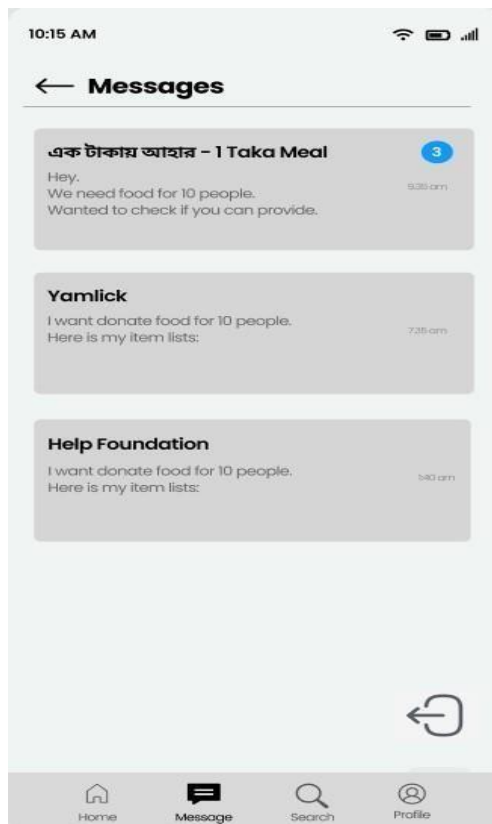 10:15 AM
Messages
এক টাকায় আহার - 1 Taka Meal
3
Hey.
We need food for 10 people.
Wanted to check if you can provide.
9.35 am
Yamlick
I want donate food for 10 people.
Here is my item lists:
7.35 am
Help Foundation
I want donate food for 10 people.
Here is my item lists:
Home
Message
Search
Profile